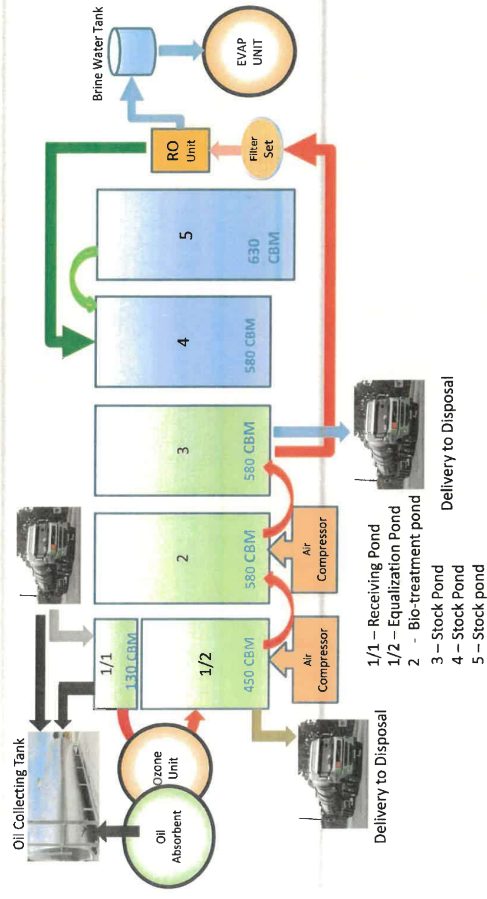 Oil Collecting Tank
Brine Water Tank
EVAP
UNIT
RO
Unit
Filter
Set
1/1
130 CBM
1/2
450 CBM
2
580 CBM
3
580 CBM
4
580 CBM
5
630
CBM
Ozone
Unit
Oil
Absorbent
Air
Compressor
Air
Compressor
Delivery to Disposal
Delivery to Disposal
1/1 – Receiving Pond
1/2 – Equalization Pond
2 - Bio-treatment pond
3 – Stock Pond
4 – Stock Pond
5 – Stock pond